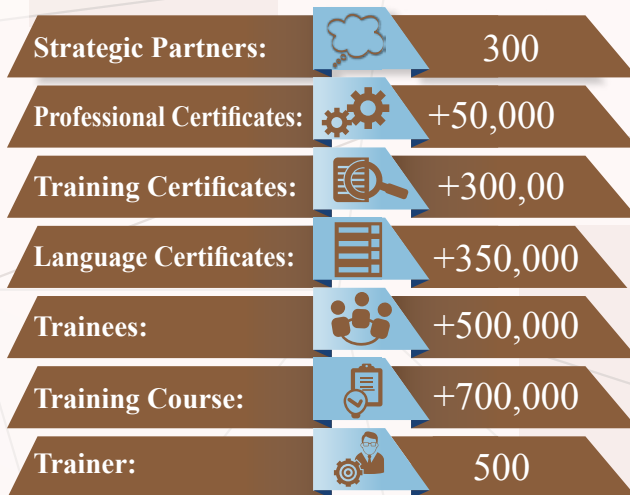 Strategic Partners: 300
Professional Certificates: +50,000
Training Certificates: +300,00
Language Certificates: +350,000
Trainees: +500,000
Training Course: +700,000
Trainer: 500